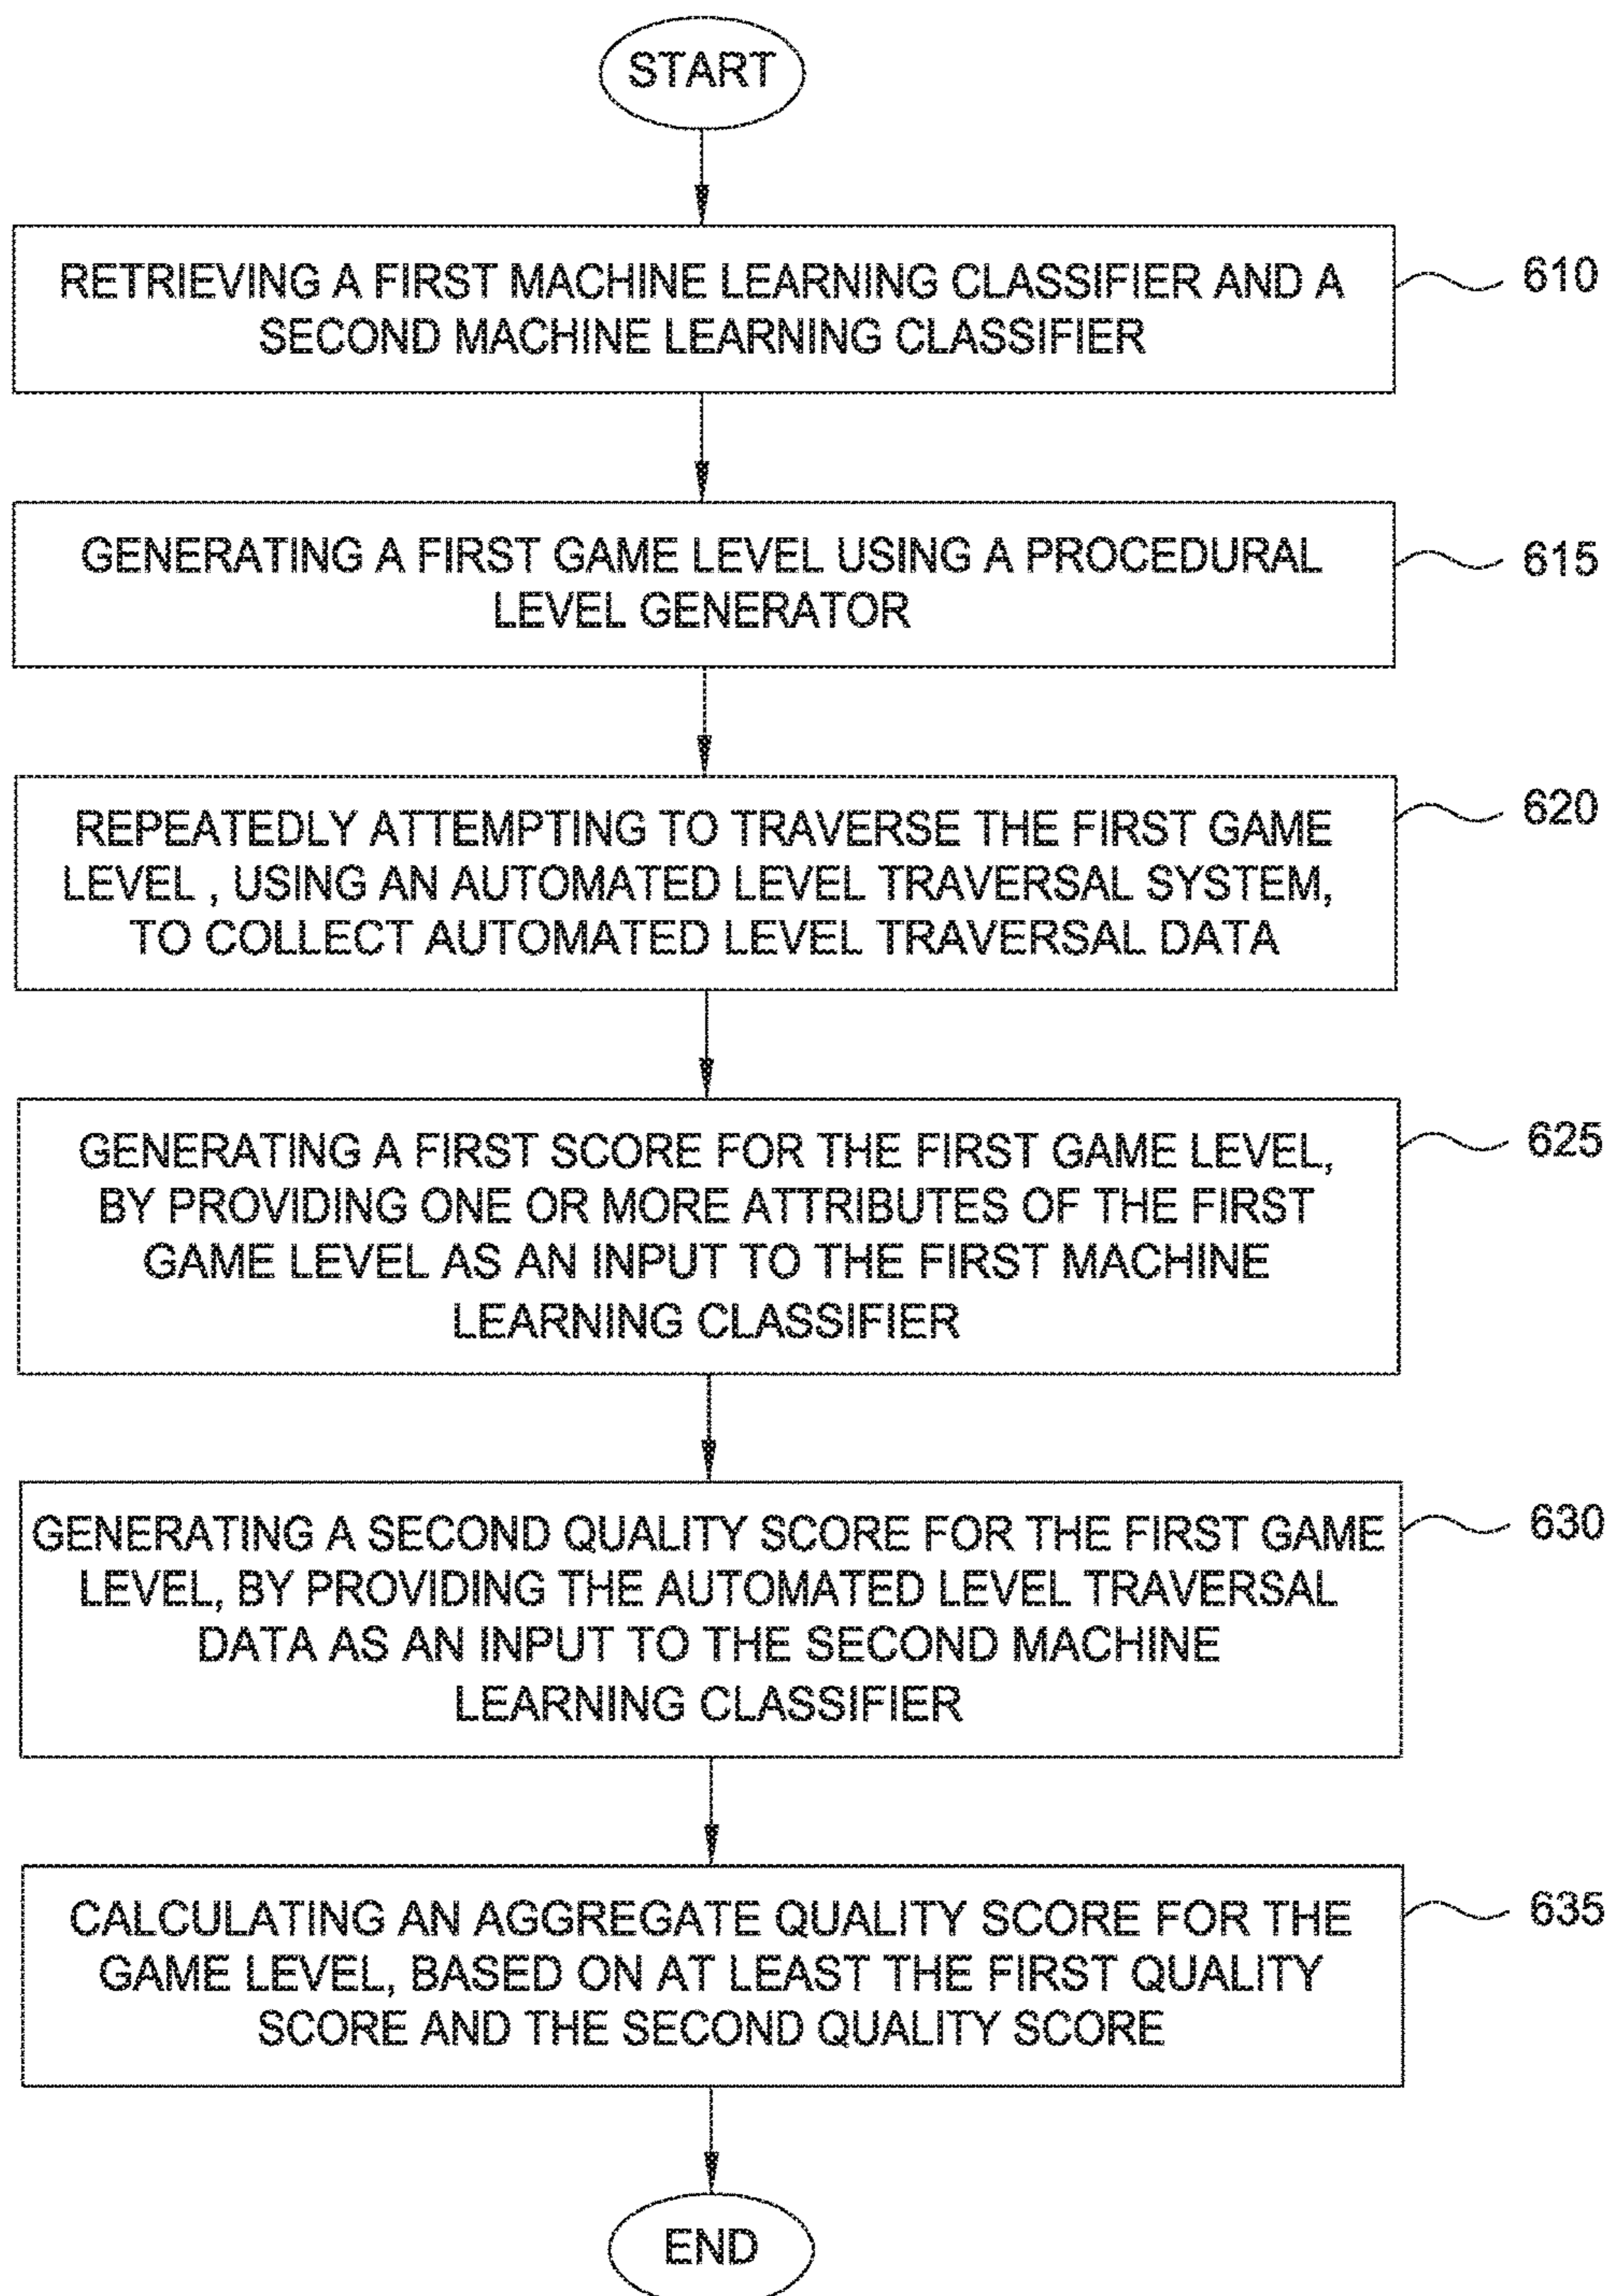 START
RETRIEVING A FIRST MACHINE LEARNING CLASSIFIER AND A
SECOND MACHINE LEARNING CLASSIFIER
610
GENERATING A FIRST GAME LEVEL USING A PROCEDURAL
LEVEL GENERATOR
615
REPEATEDLY ATTEMPTING TO TRAVERSE THE FIRST GAME
LEVEL , USING AN AUTOMATED LEVEL TRAVERSAL SYSTEM,
TO COLLECT AUTOMATED LEVEL TRAVERSAL DATA
620
GENERATING A FIRST SCORE FOR THE FIRST GAME LEVEL,
BY PROVIDING ONE OR MORE ATTRIBUTES OF THE FIRST
GAME LEVEL AS AN INPUT TO THE FIRST MACHINE
LEARNING CLASSIFIER
625
GENERATING A SECOND QUALITY SCORE FOR THE FIRST GAME
LEVEL, BY PROVIDING THE AUTOMATED LEVEL TRAVERSAL
DATA AS AN INPUT TO THE SECOND MACHINE
LEARNING CLASSIFIER
630
CALCULATING AN AGGREGATE QUALITY SCORE FOR THE
GAME LEVEL, BASED ON AT LEAST THE FIRST QUALITY
SCORE AND THE SECOND QUALITY SCORE
635
END